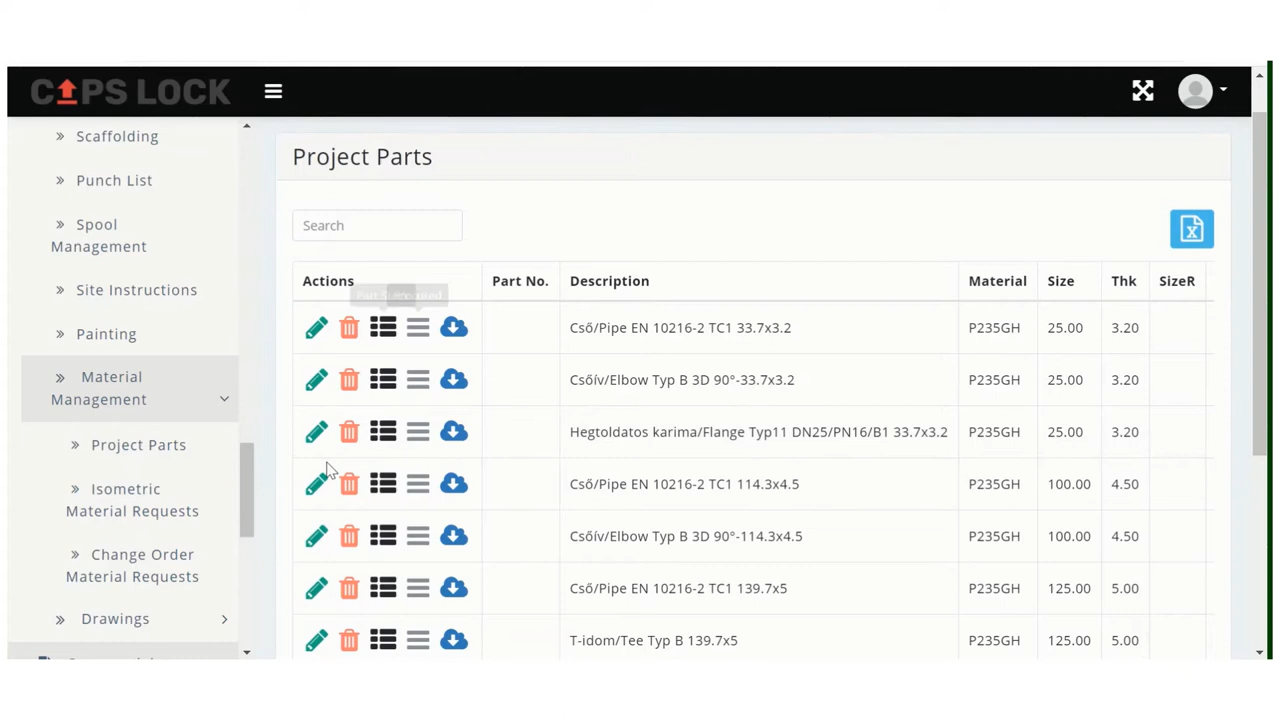 CAPS LOCK
Scaffolding
Punch List
Spool
Management
Site Instructions
Painting
Material
Management
Project Parts
Isometric
Material Requests
Change Order
Material Requests
Drawings
Project Parts
Search
Actions Part No. Description Material Size Thk SizeR
Cső/Pipe EN 10216-2 TC1 33.7x3.2 P235GH 25.00 3.20
Csőív/Elbow Typ B 3D 90°-33.7x3.2 P235GH 25.00 3.20
Hegtoldatos karima/Flange Typ11 DN25/PN16/B1 33.7x3.2 P235GH 25.00 3.20
Cső/Pipe EN 10216-2 TC1 114.3x4.5 P235GH 100.00 4.50
Csőív/Elbow Typ B 3D 90°-114.3x4.5 P235GH 100.00 4.50
Cső/Pipe EN 10216-2 TC1 139.7x5 P235GH 125.00 5.00
T-idom/Tee Typ B 139.7x5 P235GH 125.00 5.00